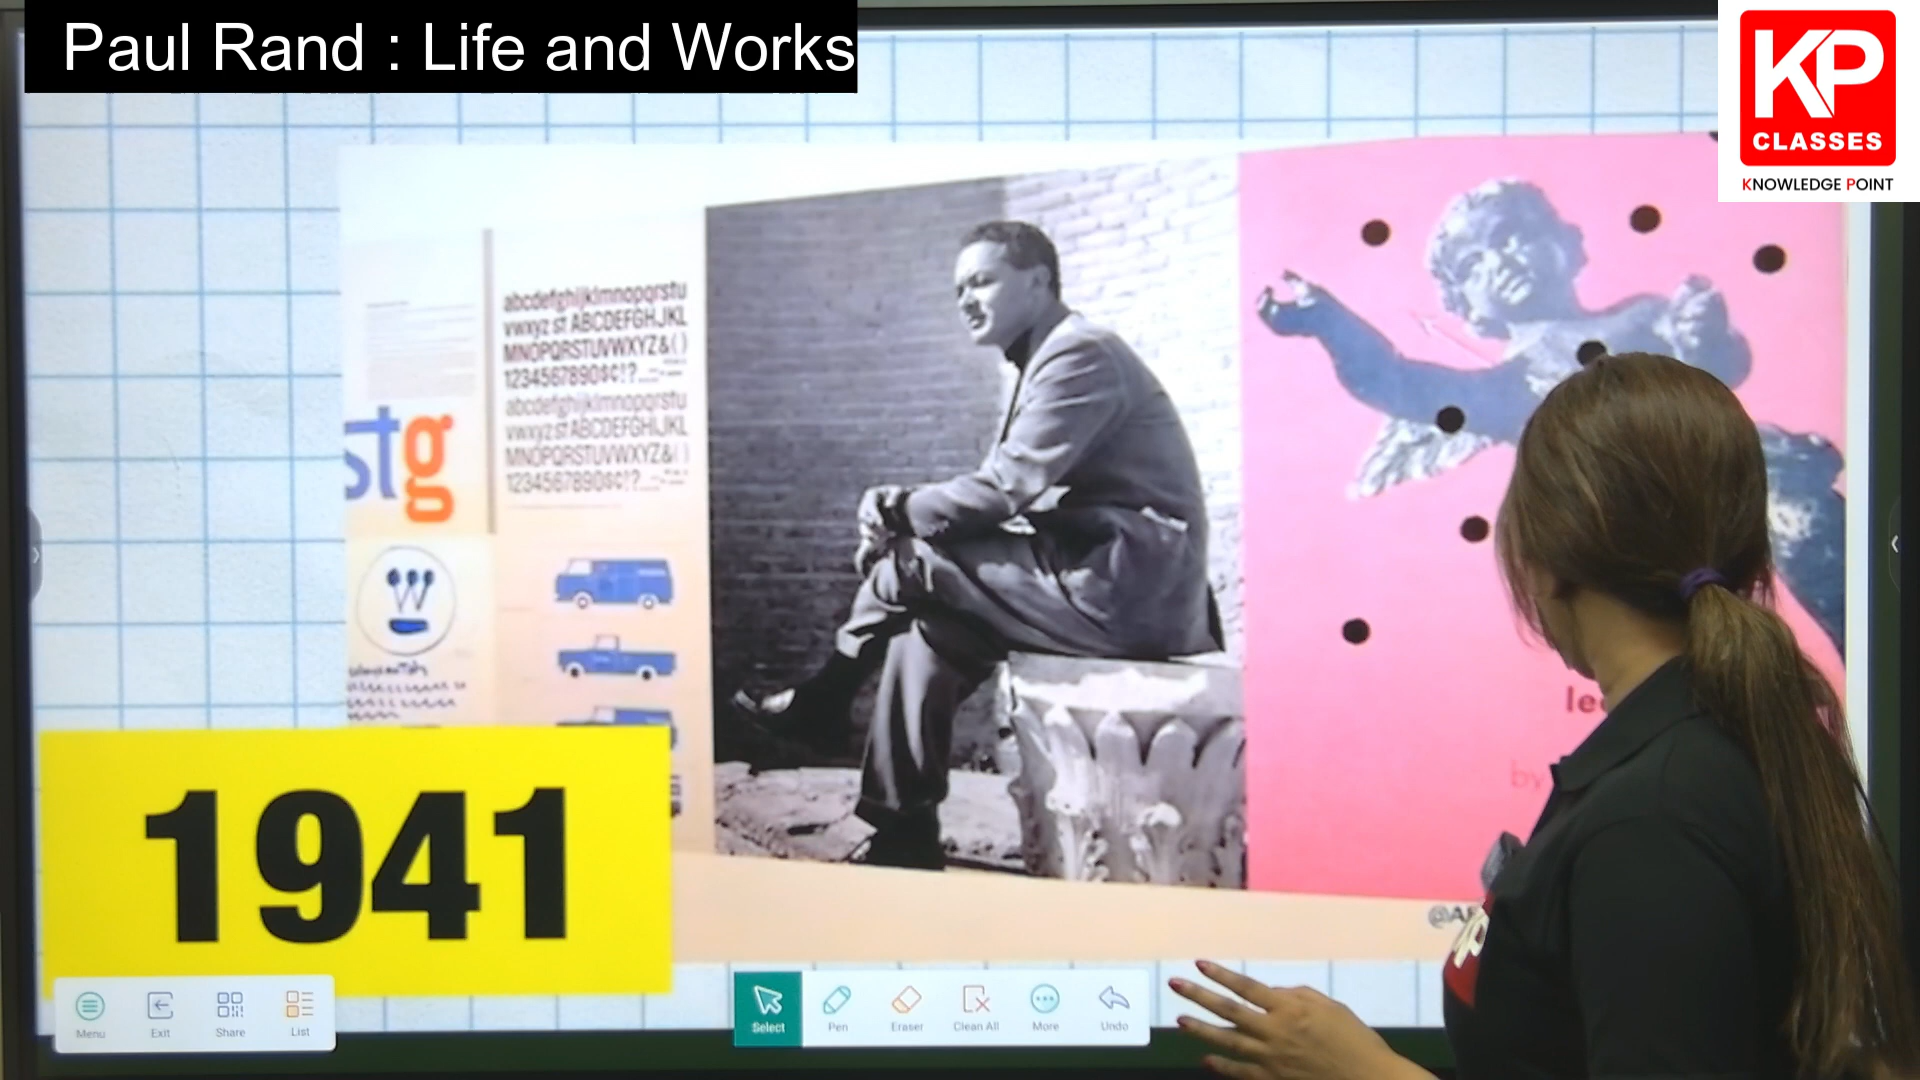 Paul Rand : Life and Works
KP
CLASSES
KNOWLEDGE POINT
abcdefghijklmnopqrstu
vwxyz st ABCDEFGHIJKL
MNOPQRSTUVWXYZ&()
1234567890$¢!?
abcdefghijklmnopqrstu
vwxyz st ABCDEFGHIJKL
MNOPQRSTUVWXYZ&()
1234567890$¢!?
stg
W
by
1941
Menu
Exit
Share
List
Select
Pen
Eraser
Clean All
More
Undo